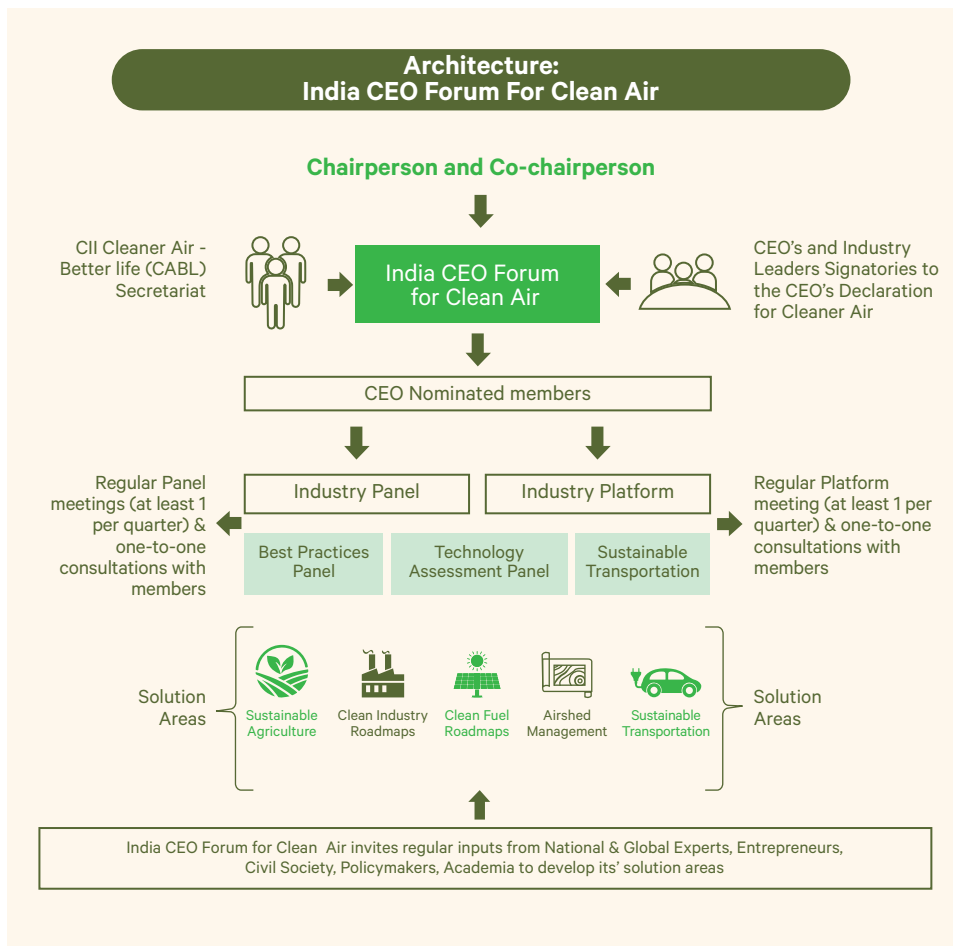 Architecture:
India CEO Forum For Clean Air
Chairperson and Co-chairperson
CII Cleaner Air -
Better life (CABL)
Secretariat
India CEO Forum
for Clean Air
CEO's and Industry
Leaders Signatories to
the CEO's Declaration
for Cleaner Air
CEO Nominated members
Regular Panel
meetings (at least 1
per quarter) &
one-to-one
consultations with
members
Industry Panel
Industry Platform
Best Practices
Panel
Technology
Assessment Panel
Sustainable
Transportation
Regular Platform
meeting (at least 1 per
quarter) & one-to-one
consultations with
members
Solution
Areas
Sustainable
Agriculture
Clean Industry
Roadmaps
Clean Fuel
Roadmaps
Airshed
Management
Sustainable
Transportation
Solution
Areas
India CEO Forum for Clean  Air invites regular inputs from National & Global Experts, Entrepreneurs,
Civil Society, Policymakers, Academia to develop its' solution areas